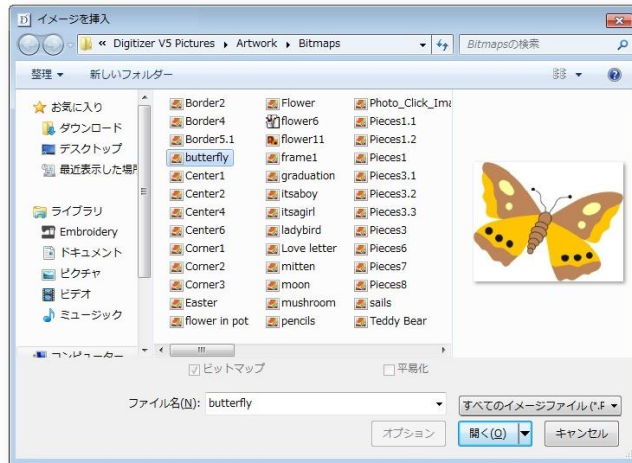 イメージを挿入
« Digitizer V5 Pictures Artwork Bitmaps
Bitmapsの検索
整理 新しいフォルダー
お気に入り
ダウンロード
デスクトップ
最近表示した場所
ライブラリ
Embroidery
ドキュメント
ピクチャ
ビデオ
ミュージック
コンピューター
Border2
Border4
Border5.1
butterfly
Center1
Center2
Center4
Center6
Corner1
Corner2
Corner3
Easter
flower in pot
Flower
flower6
flower11
frame1
graduation
itsaboy
itsagirl
ladybird
Love letter
mitten
moon
mushroom
pencils
Photo_Click_Ima
Pieces1.1
Pieces1.2
Pieces1
Pieces3.1
Pieces3.2
Pieces3.3
Pieces3
Pieces6
Pieces7
Pieces8
sails
Teddy Bear
ビットマップ 平易化
ファイル名(N): butterfly
すべてのイメージファイル (*.F
オプション 開く(O) キャンセル